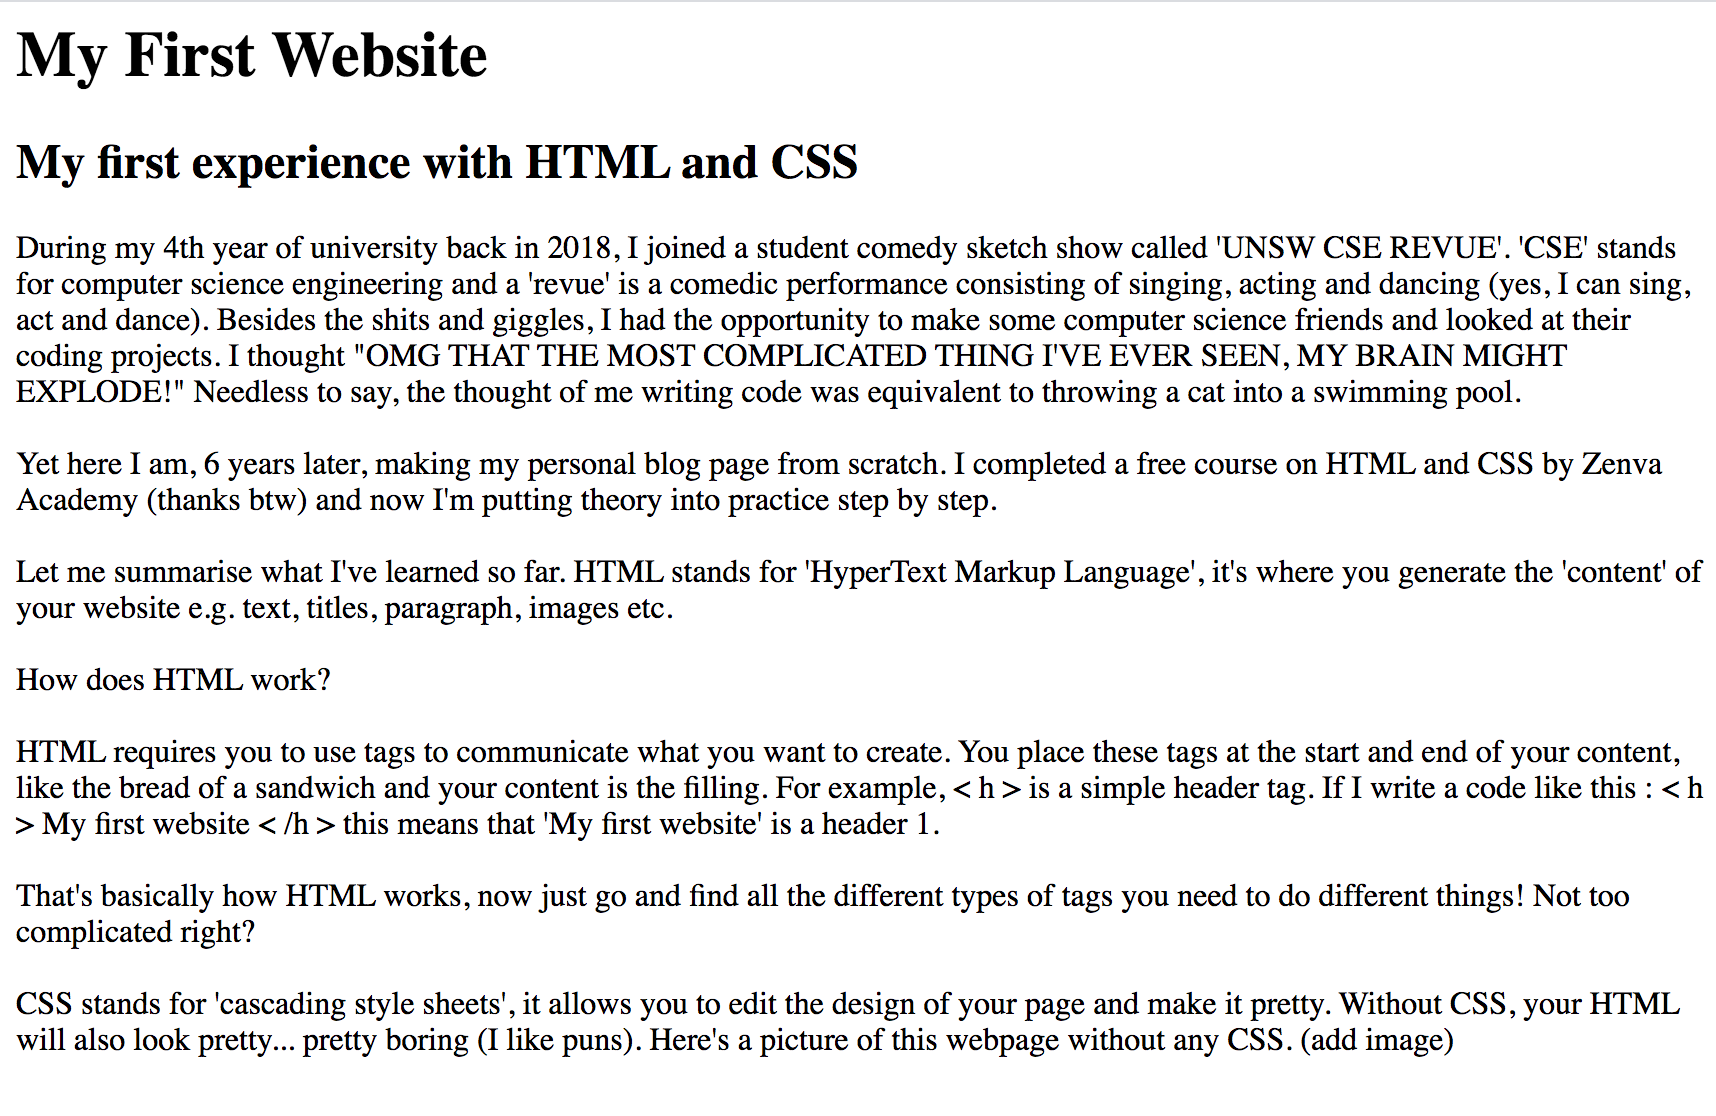 My First Website
My first experience with HTML and CSS
During my 4th year of university back in 2018, I joined a student comedy sketch show called 'UNSW CSE REVUE'. 'CSE' stands
for computer science engineering and a 'revue' is a comedic performance consisting of singing, acting and dancing (yes, I can sing,
act and dance). Besides the shits and giggles, I had the opportunity to make some computer science friends and looked at their
coding projects. I thought "OMG THAT THE MOST COMPLICATED THING I'VE EVER SEEN, MY BRAIN MIGHT
EXPLODE!" Needless to say, the thought of me writing code was equivalent to throwing a cat into a swimming pool.
Yet here I am, 6 years later, making my personal blog page from scratch. I completed a free course on HTML and CSS by Zenva
Academy (thanks btw) and now I'm putting theory into practice step by step.
Let me summarise what I've learned so far. HTML stands for 'HyperText Markup Language', it's where you generate the 'content' of
your website e.g. text, titles, paragraph, images etc.
How does HTML work?
HTML requires you to use tags to communicate what you want to create. You place these tags at the start and end of your content,
like the bread of a sandwich and your content is the filling. For example, < h > is a simple header tag. If I write a code like this : < h
> My first website < /h > this means that 'My first website' is a header 1.
That's basically how HTML works, now just go and find all the different types of tags you need to do different things! Not too
complicated right?
CSS stands for 'cascading style sheets', it allows you to edit the design of your page and make it pretty. Without CSS, your HTML
will also look pretty... pretty boring (I like puns). Here's a picture of this webpage without any CSS. (add image)